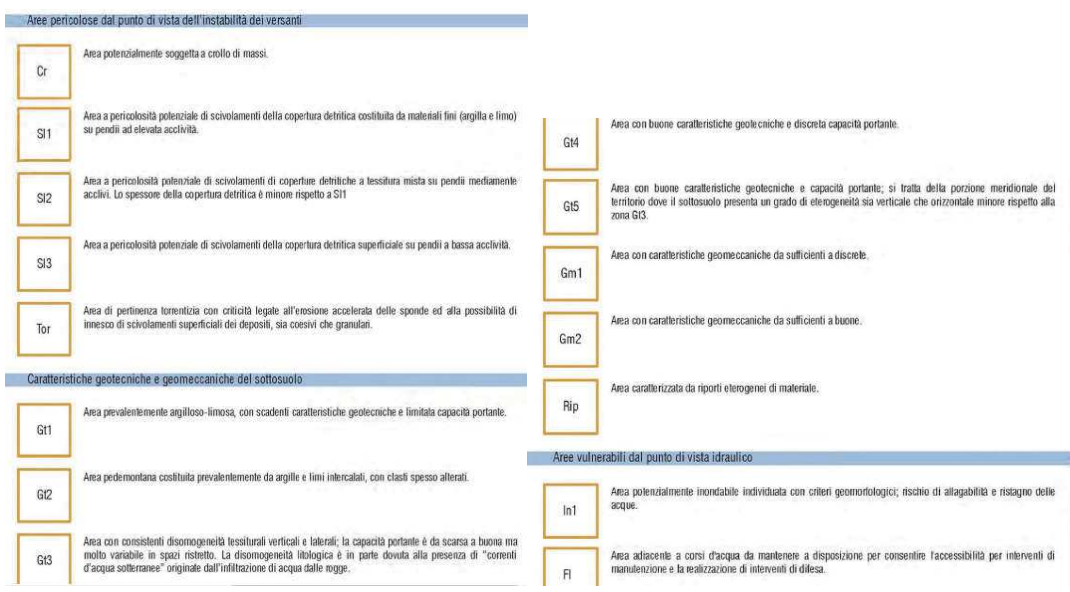 Aree pericolose dal punto di vista dell'instabilità dei versanti
Cr
Area potenzialmente soggetta a crollo di massi.
Sl1
Area a pericolosità potenziale di scivolamenti della copertura detritica costituita da materiali fini (argilla e limo)
su pendii ad elevata acclività.
Sl2
Area a pericolosità potenziale di scivolamenti di coperture detritiche a tessitura mista su pendii mediamente
acclivi. Lo spessore della copertura detritica è minore rispetto a Sl1
Sl3
Area a pericolosità potenziale di scivolamenti della copertura detritica superficiale su pendii a bassa acclività.
Tor
Area di pertinenza torrentizia con criticità legate all'erosione accelerata delle sponde ed alla possibilità di
innesco di scivolamenti superficiali dei depositi, sia coesivi che granulari.
Caratteristiche geotecniche e geomeccaniche del sottosuolo
Gt1
Area prevalentemente argilloso-limosa, con scadenti caratteristiche geotecniche e limitata capacità portante.
Gt2
Area pedemontana costituita prevalentemente da argille e limi intercalati, con clasti spesso alterati.
Gt3
Area con consistenti disomogeneità tessiturali verticali e laterali; la capacità portante è da scarsa a buona ma
molto variabile in spazi ristretto. La disomogeneità litologica è in parte dovuta alla presenza di "correnti
d'acqua sotterranee" originate dall'infiltrazione di acqua dalle rogge.
Gt4
Area con buone caratteristiche geotecniche e discreta capacità portante.
Gt5
Area con buone caratteristiche geotecniche e capacità portante; si tratta della porzione meridionale del
territorio dove il sottosuolo presenta un grado di eterogeneità sia verticale che orizzontale minore rispetto alla
zona Gt3.
Gm1
Area con caratteristiche geomeccaniche da sufficienti a discrete.
Gm2
Area con caratteristiche geomeccaniche da sufficienti a buone.
Rip
Area caratterizzata da riporti eterogenei di materiale.
Aree vulnerabili dal punto di vista idraulico
In1
Area potenzialmente inondabile individuata con criteri geomorfologici; rischio di allagabilità e ristagno delle
acque.
Fl
Area adiacente a corsi d'acqua da mantenere a disposizione per consentire l'accessibilità per interventi di
manutenzione e la realizzazione di interventi di difesa.